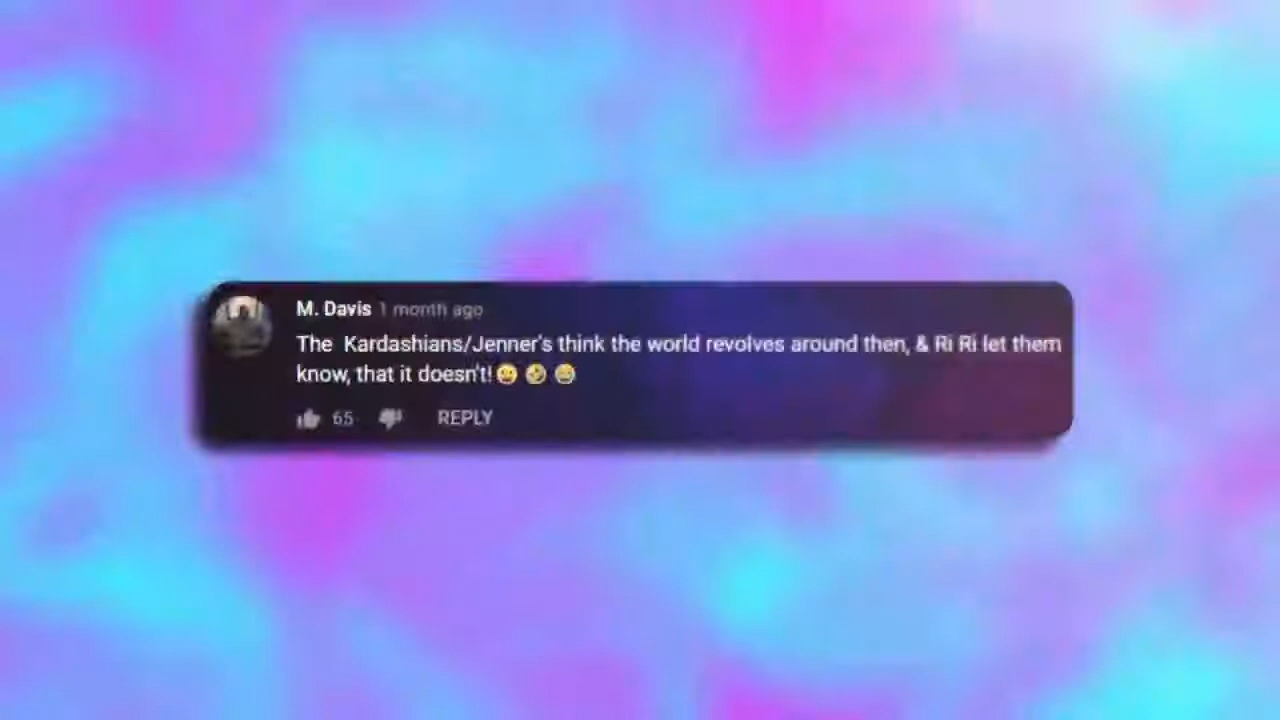 M. Davis 1 month ago
The Kardashians/Jenner's think the world revolves around then, & Ri Ri let them
know, that it doesn't!😀🤣😂
65 REPLY